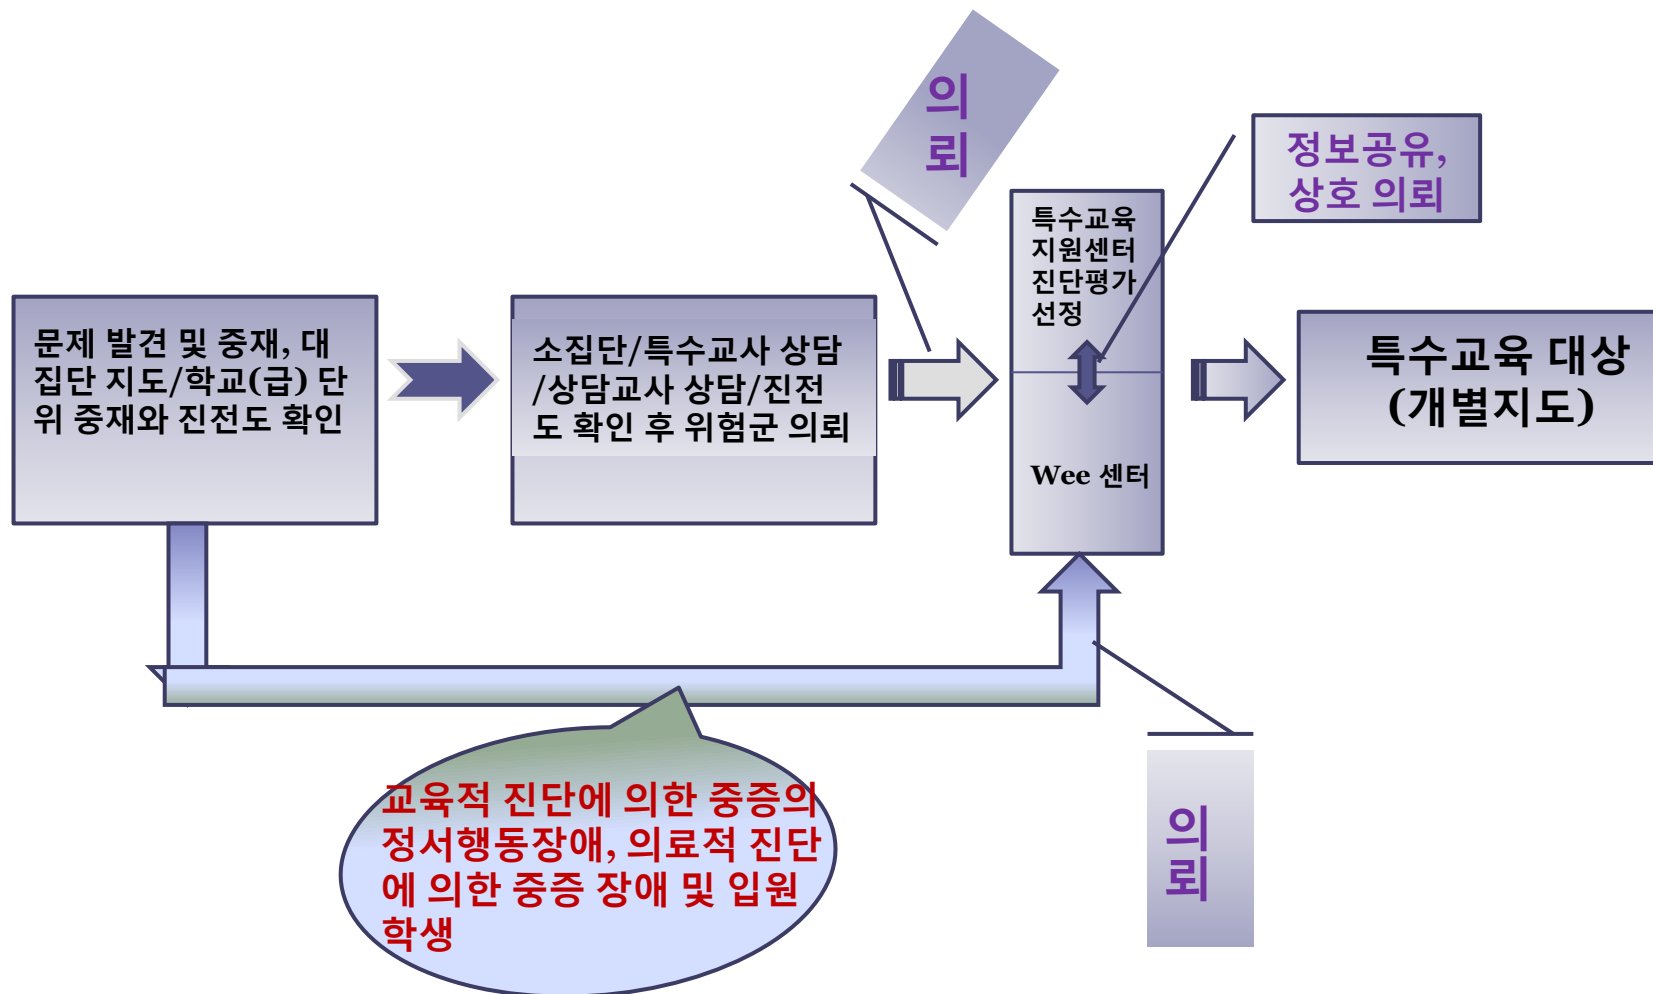 의
뢰
정보공유,
상호 의뢰
특수교육
지원센터
진단평가
선정
문제 발견 및 중재, 대
집단 지도/학교(급) 단
위 중재와 진전도 확인
소집단/특수교사 상담
/상담교사 상담/진전
도 확인 후 위험군 의뢰
특수교육 대상
(개별지도)
Wee 센터
교육적 진단에 의한 중증의
정서행동장애, 의료적 진단
에 의한 중증 장애 및 입원
학생
의
뢰